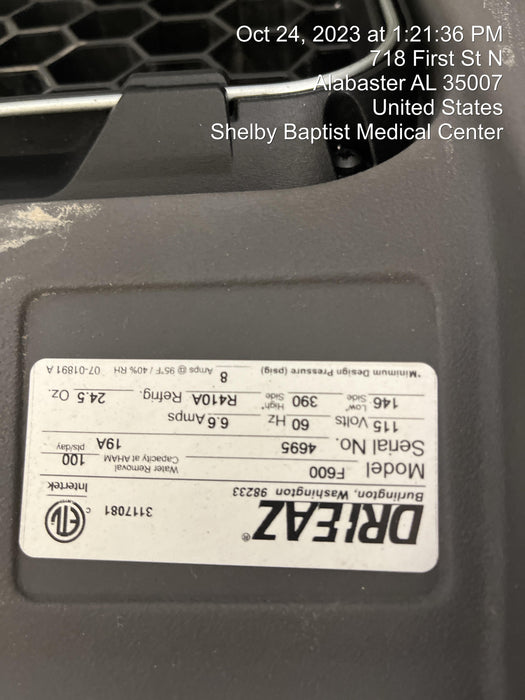 Oct 24, 2023 at 1:21:36 PM
718 First St N
Alabaster AL 35007
United States
Shelby Baptist Medical Center
DRIEAZ®
Burlington, Washington 98233
3117081
c ETL
Intertek
Model F600 Water Removal Capacity at AHAM 100 pts/day
Serial No. 4695 19A
115 Volts 60 Hz 6.6 Amps
146 Low* Side 390 High* Side R410A Refrig. 24.5 Oz.
*Minimum Design Pressure (psig) 8 Amps @ 95°F / 40% RH 07-01891 A